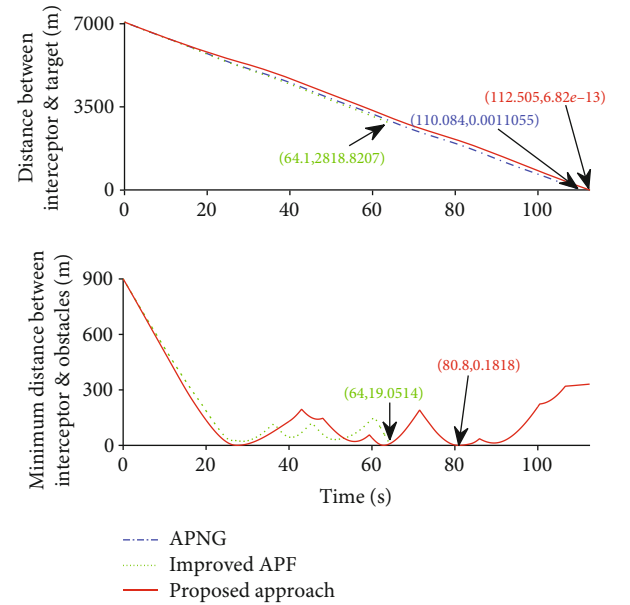 Distance between
interceptor & target (m)
7000
3500
0
(112.505,6.82e–13)
(110.084,0.0011055)
(64.1,2818.8207)
0
20
40
60
80
100
Minimum distance between
interceptor & obstacles (m)
900
600
300
0
(64,19.0514)
(80.8,0.1818)
0
20
40
60
80
100
Time (s)
APNG
Improved APF
Proposed approach